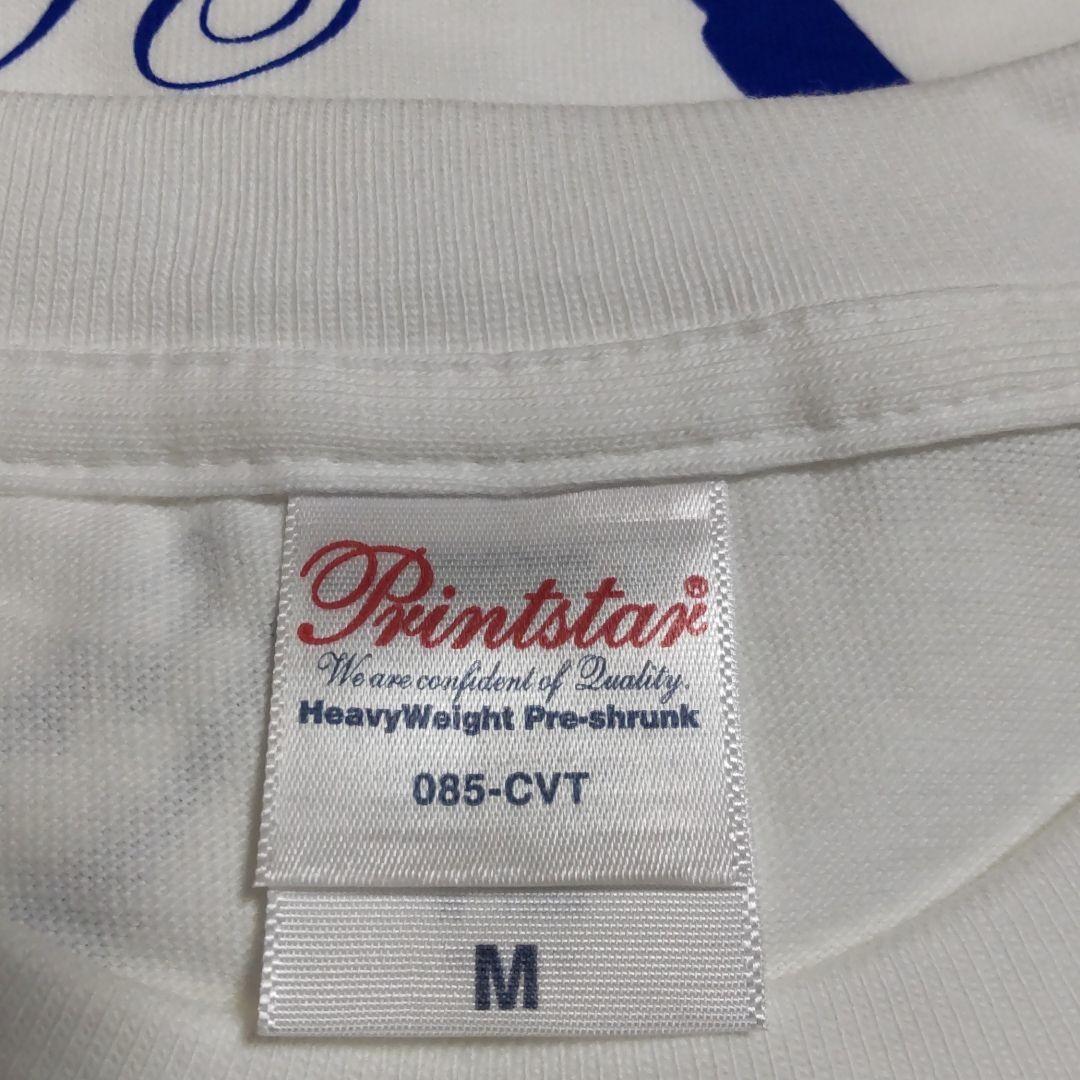 Printstar®
We are confident of Quality.
HeavyWeight Pre-shrunk
085-CVT
M